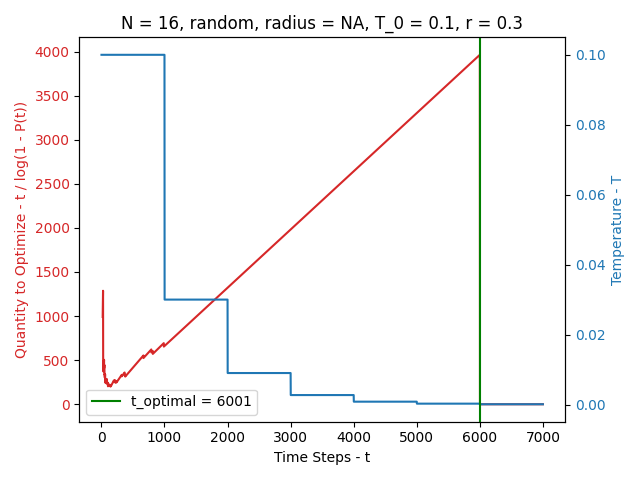 N = 16, random, radius = NA, T_0 = 0.1, r = 0.3
Quantity to Optimize - t / log(1 - P(t))
4000
3500
3000
2500
2000
1500
1000
500
0
0.10
0.08
0.06
0.04
0.02
0.00
Temperature - T
t_optimal = 6001
0 1000 2000 3000 4000 5000 6000 7000
Time Steps - t